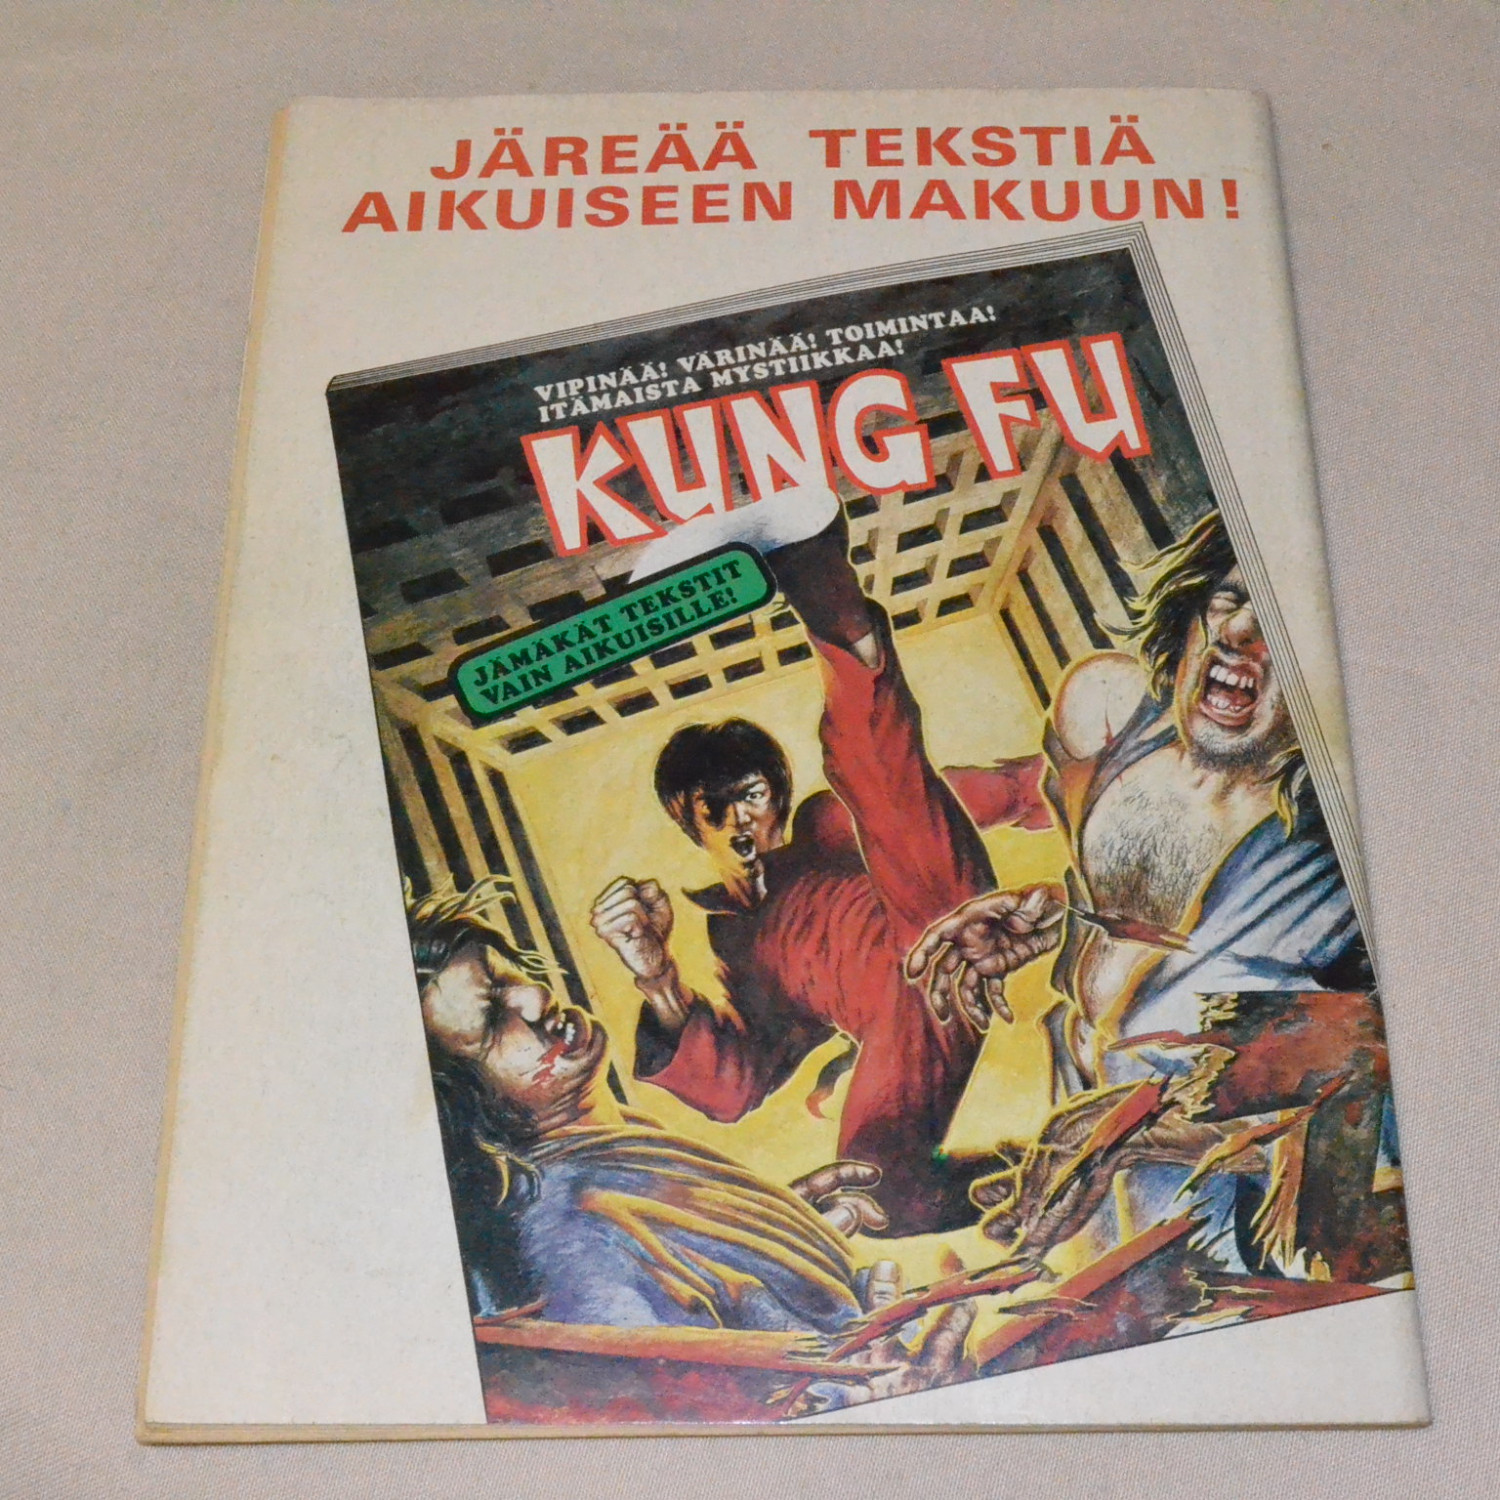 JÄREÄÄ TEKSTIÄ
AIKUISEEN MAKUUN!
VIPINÄÄ! VÄRINÄÄ! TOIMINTAA!
ITÄMAISTA MYSTIIKKAA!
KUNG FU
JÄMÄKÄT TEKSTIT
VAIN AIKUISILLE!